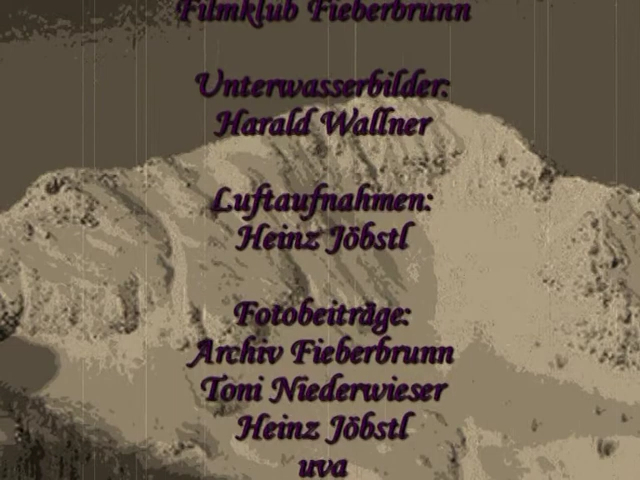 Filmklub Fieberbrunn
Unterwasserbilder:
Harald Wallner
Luftaufnahmen:
Heinz Jöbstl
Fotobeiträge:
Archiv Fieberbrunn
Toni Niederwieser
Heinz Jöbstl
uva